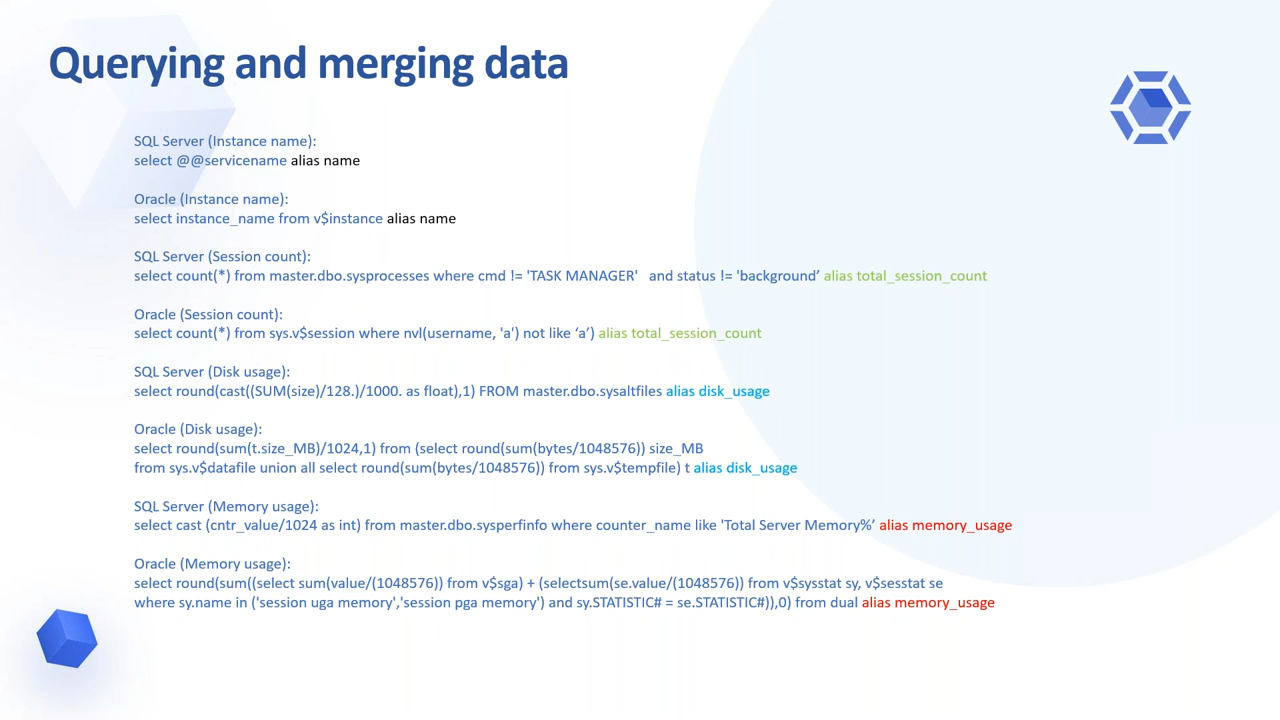 Querying and merging data
SQL Server (Instance name):
select @@servicename alias name
Oracle (Instance name):
select instance_name from v$instance alias name
SQL Server (Session count):
select count(*) from master.dbo.sysprocesses where cmd != 'TASK MANAGER'   and status != 'background’ alias total_session_count
Oracle (Session count):
select count(*) from sys.v$session where nvl(username, 'a') not like ‘a’) alias total_session_count
SQL Server (Disk usage):
select round(cast((SUM(size)/128.)/1000. as float),1) FROM master.dbo.sysaltfiles alias disk_usage
Oracle (Disk usage):
select round(sum(t.size_MB)/1024,1) from (select round(sum(bytes/1048576)) size_MB
from sys.v$datafile union all select round(sum(bytes/1048576)) from sys.v$tempfile) t alias disk_usage
SQL Server (Memory usage):
select cast (cntr_value/1024 as int) from master.dbo.sysperfinfo where counter_name like 'Total Server Memory%’ alias memory_usage
Oracle (Memory usage):
select round(sum((select sum(value/(1048576)) from v$sga) + (selectsum(se.value/(1048576)) from v$sysstat sy, v$sesstat se
where sy.name in ('session uga memory','session pga memory') and sy.STATISTIC# = se.STATISTIC#)),0) from dual alias memory_usage